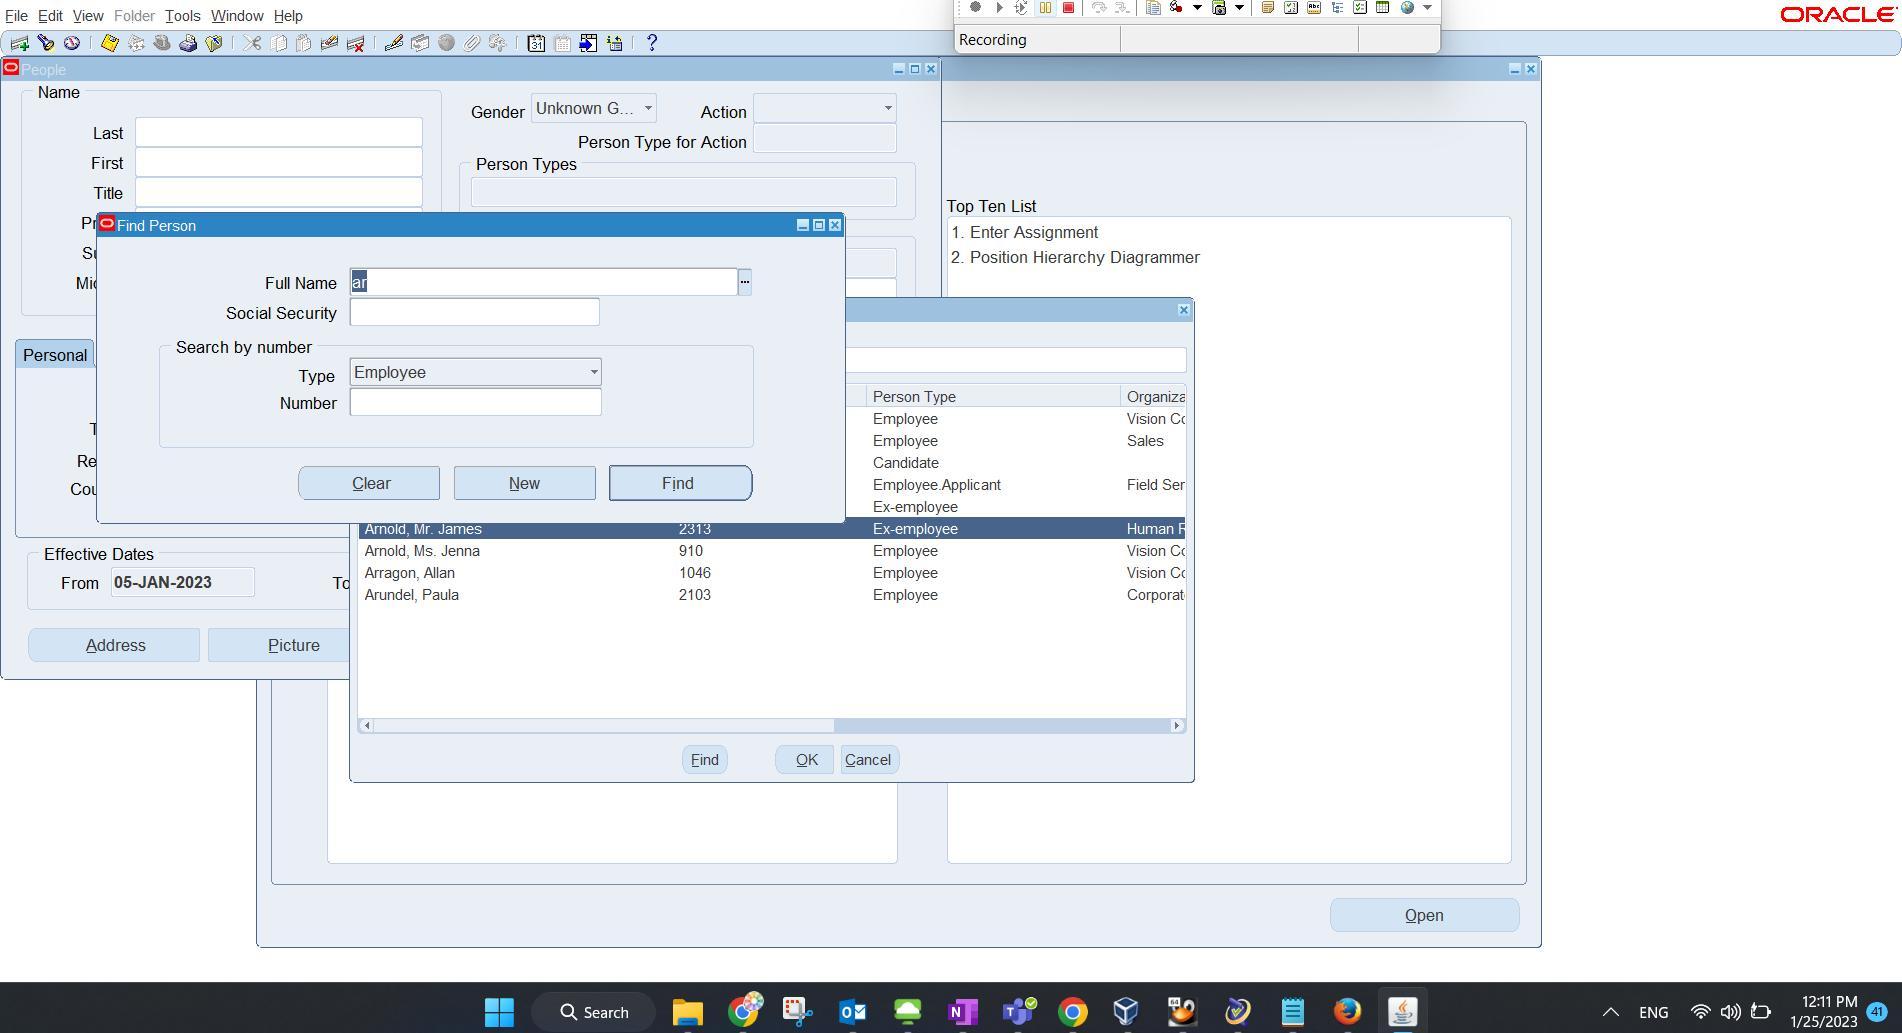 File Edit View Folder Tools Window Help
Recording
ORACLE
People
Name
Last
First
Title
Gender
Unknown G...
Action
Person Type for Action
Person Types
Find Person
Full Name
ar
Social Security
Search by number
Type
Employee
Number
Clear
New
Find
Personal
Top Ten List
1. Enter Assignment
2. Position Hierarchy Diagrammer
Person Type Organiza
Employee Vision Co
Employee Sales
Candidate
Employee.Applicant Field Ser
Ex-employee
Arnold, Mr. James 2313 Ex-employee Human R
Arnold, Ms. Jenna 910 Employee Vision Co
Arragon, Allan 1046 Employee Vision Co
Arundel, Paula 2103 Employee Corporat
Effective Dates
From 05-JAN-2023 To
Address
Picture
Find
OK
Cancel
Open
Search
ENG
12:11 PM
1/25/2023
41